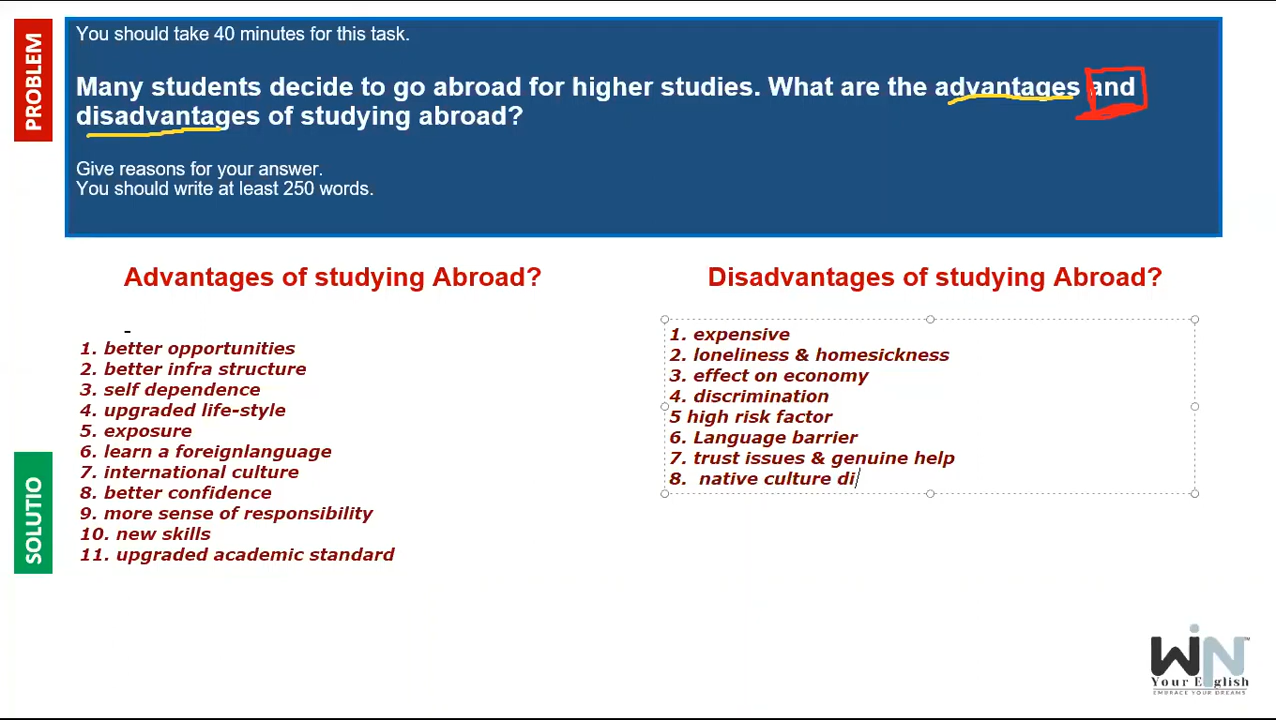 PROBLEM
You should take 40 minutes for this task.
Many students decide to go abroad for higher studies. What are the advantages and
disadvantages of studying abroad?
Give reasons for your answer.
You should write at least 250 words.
Advantages of studying Abroad?
-
1. better opportunities
2. better infra structure
3. self dependence
4. upgraded life-style
5. exposure
6. learn a foreignlanguage
7. international culture
8. better confidence
9. more sense of responsibility
10. new skills
11. upgraded academic standard
Disadvantages of studying Abroad?
1. expensive
2. loneliness & homesickness
3. effect on economy
4. discrimination
5 high risk factor
6. Language barrier
7. trust issues & genuine help
8.  native culture di
SOLUTIO
WiN™
Your English
EMBRACE YOUR DREAMS